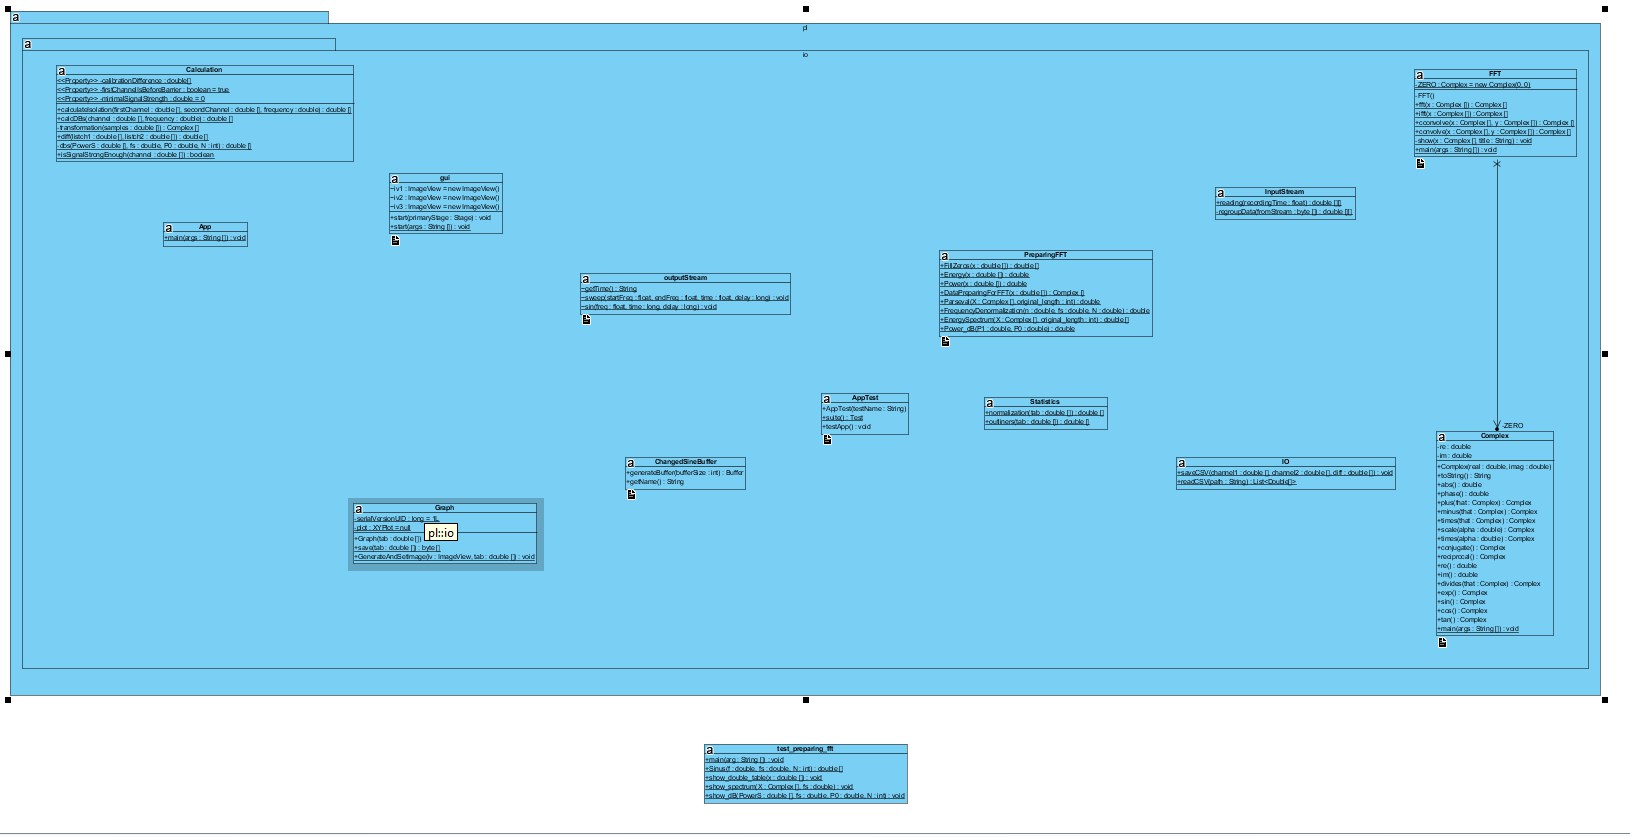 a
pl
a
io
a
Calculation
<<Property>> -calibrationDifference : double[]
<<Property>> -firstChannelIsBeforeBarrier : boolean = true
<<Property>> -minimalSignalStrength : double = 0
+calculateIsolation(firstChannel : double [], secondChannel : double [], frequency : double) : double []
+calcDBs(channel : double [], frequency : double) : double []
-transformation(samples : double []) : Complex []
+diff(listch1 : double [], listch2 : double []) : double []
-dbs(PowerS : double [], fs : double, P0 : double, N : int) : double []
+isSignalStrongEnough(channel : double []) : boolean
a
FFT
-ZERO : Complex = new Complex(0, 0)
-FFT()
+fft(x : Complex []) : Complex []
+ifft(x : Complex []) : Complex []
+cconvolve(x : Complex [], y : Complex []) : Complex []
+convolve(x : Complex [], y : Complex []) : Complex []
-show(x : Complex [], title : String) : void
+main(args : String []) : void
a
gui
~iv1 : ImageView = new ImageView()
~iv2 : ImageView = new ImageView()
~iv3 : ImageView = new ImageView()
+start(primaryStage : Stage) : void
+start(args : String []) : void
a
InputStream
+reading(recordingTime : float) : double [][]
-regroupData(fromStream : byte []) : double [][]
a
App
+main(args : String []) : void
a
PreparingFFT
+FillZeros(x : double []) : double []
+Energy(x : double []) : double
+Power(x : double []) : double
+DataPreparingForFFT(x : double []) : Complex []
+Parseval(X : Complex [], original_length : int) : double
+FrequencyDenormalization(n : double, fs : double, N : double) : double
+EnergySpectrum(X : Complex [], original_length : int) : double []
+Power_dB(P1 : double, P0 : double) : double
a
outputStream
~getTime() : String
~sweep(startFreq : float, endFreq : float, time : float, delay : long) : void
~sin(freq : float, time : long, delay : long) : void
a
AppTest
+AppTest(testName : String)
+suite() : Test
+testApp() : void
a
Statistics
+normalization(tab : double []) : double []
+outliners(tab : double []) : double []
-ZERO
a
Complex
-re : double
-im : double
+Complex(real : double, imag : double)
+toString() : String
+abs() : double
+phase() : double
+plus(that : Complex) : Complex
+minus(that : Complex) : Complex
+times(that : Complex) : Complex
+scale(alpha : double) : Complex
+times(alpha : double) : Complex
+conjugate() : Complex
+reciprocal() : Complex
+re() : double
+im() : double
+divides(that : Complex) : Complex
+exp() : Complex
+sin() : Complex
+cos() : Complex
+tan() : Complex
+main(args : String []) : void
a
ChangedSineBuffer
+generateBuffer(bufferSize : int) : Buffer
+getName() : String
a
IO
+saveCSV(channel1 : double [], channel2 : double [], diff : double []) : void
+readCSV(path : String) : List<Double[]>
a
Graph
-serialVersionUID : long = 1L
-plot : XYPlot = null
+Graph(tab : double [])
+save(tab : double []) : byte []
+GenerateAndSetImage(iv : ImageView, tab : double []) : void
pl::io
a
test_preparing_fft
+main(arg : String []) : void
+Sinus(f : double, fs : double, N : int) : double []
+show_double_table(x : double []) : void
+show_spectrum(X : Complex [], fs : double) : void
+show_dB(PowerS : double [], fs : double, P0 : double, N : int) : void